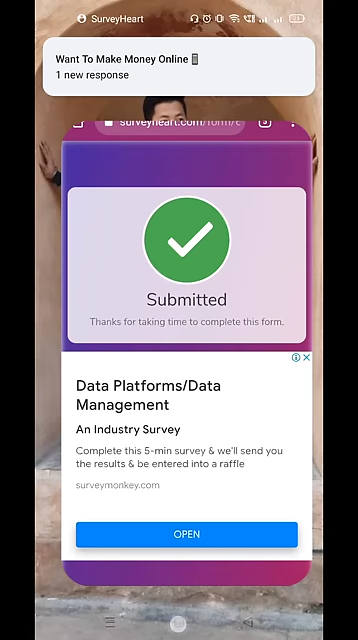 SurveyHeart
Want To Make Money Online
1 new response
surveyheart.com/form/
Submitted
Thanks for taking time to complete this form.
Data Platforms/Data
Management
An Industry Survey
Complete this 5-min survey & we'll send you
the results & be entered into a raffle
surveymonkey.com
OPEN